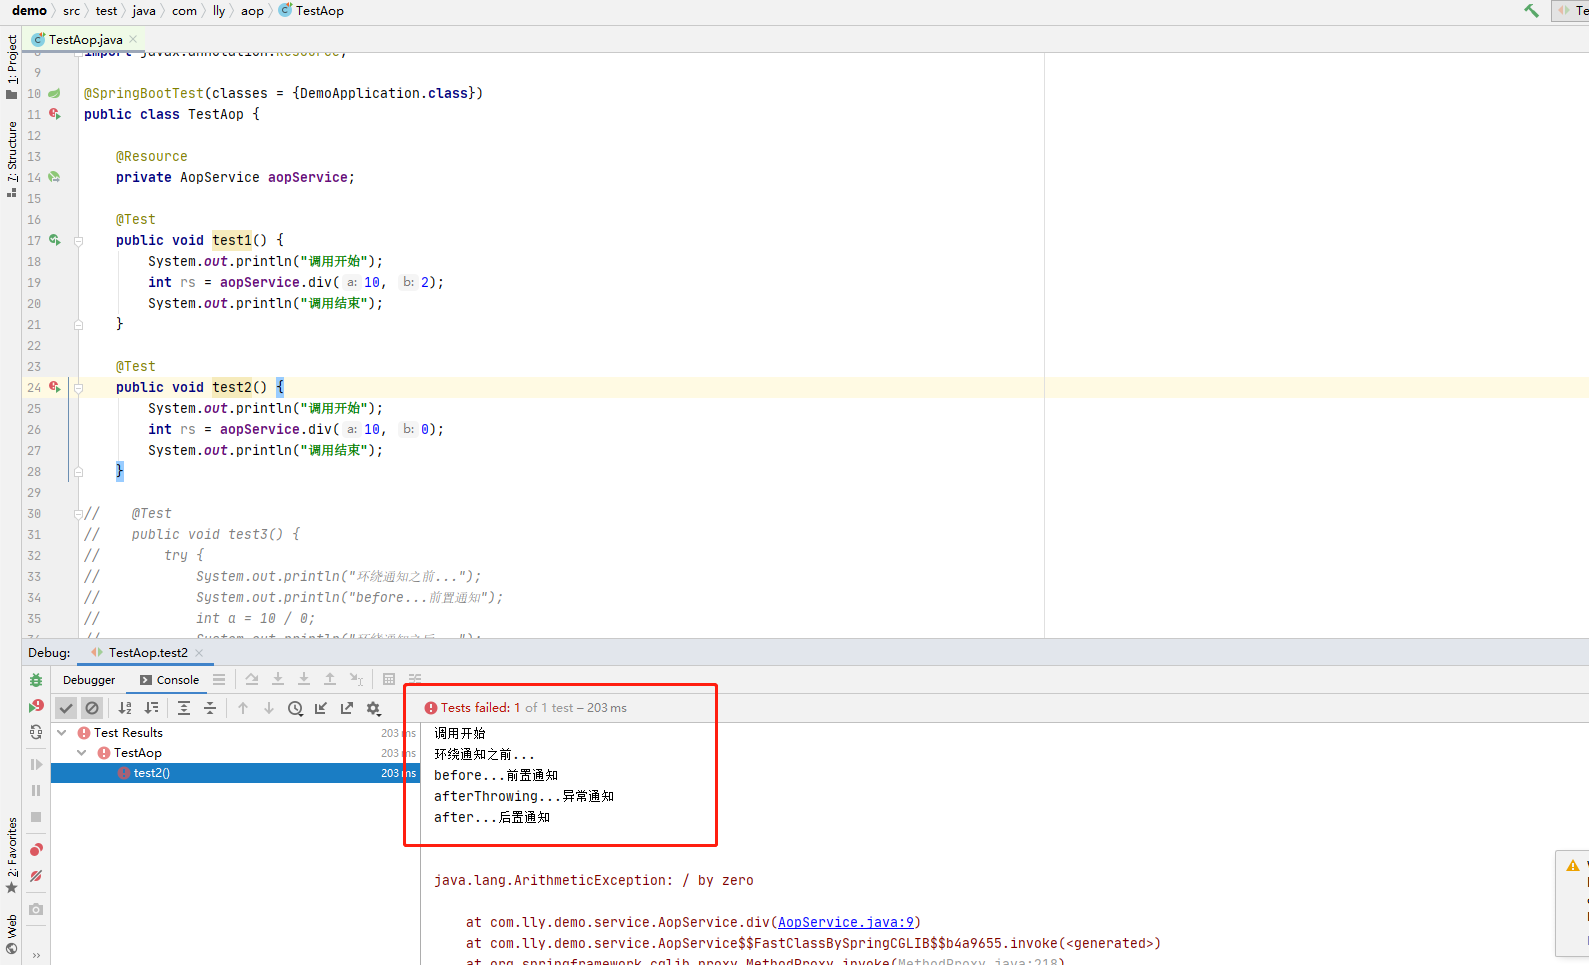 demo > src > test > java > com > lly > aop > TestAop
Te
TestAop.java ×
1: Project
7: Structure
2: Favorites
Web
8 import javax.annotation.Resource;
9
10 @SpringBootTest(classes = {DemoApplication.class})
11 public class TestAop {
12
13 @Resource
14 private AopService aopService;
15
16 @Test
17 public void test1() {
18 System.out.println("调用开始");
19 int rs = aopService.div( a: 10, b: 2);
20 System.out.println("调用结束");
21 }
22
23 @Test
24 public void test2() {
25 System.out.println("调用开始");
26 int rs = aopService.div( a: 10, b: 0);
27 System.out.println("调用结束");
28 }
29
30 // @Test
31 // public void test3() {
32 // try {
33 // System.out.println("环绕通知之前...");
34 // System.out.println("before...前置通知");
35 // int a = 10 / 0;
36 // System.out.println("环绕通知之后...");
Debug: TestAop.test2 ×
Debugger Console
Tests failed: 1 of 1 test – 203 ms
Test Results 203 ms
TestAop 203 ms
test2() 203 ms
调用开始
环绕通知之前...
before...前置通知
afterThrowing...异常通知
after...后置通知
java.lang.ArithmeticException: / by zero
at com.lly.demo.service.AopService.div(AopService.java:9)
at com.lly.demo.service.AopService$$FastClassBySpringCGLIB$$b4a9655.invoke(<generated>)
at org.springframework.cglib.proxy.MethodProxy.invoke(MethodProxy.java:218)